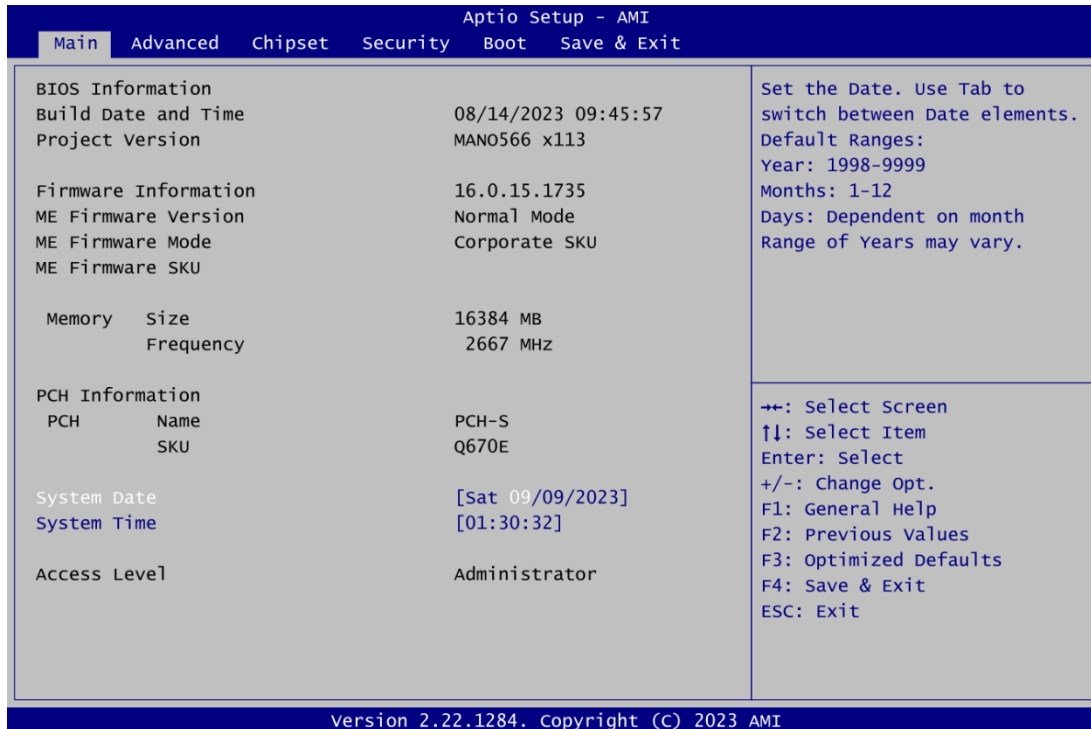 Aptio Setup - AMI
Main Advanced Chipset Security Boot Save & Exit
BIOS Information
Build Date and Time 08/14/2023 09:45:57
Project Version MANO566 x113
Firmware Information 16.0.15.1735
ME Firmware Version Normal Mode
ME Firmware Mode Corporate SKU
ME Firmware SKU
Memory Size 16384 MB
Frequency 2667 MHz
PCH Information
PCH Name PCH-S
SKU Q670E
System Date [Sat 09/09/2023]
System Time [01:30:32]
Access Level Administrator
Set the Date. Use Tab to
switch between Date elements.
Default Ranges:
Year: 1998-9999
Months: 1-12
Days: Dependent on month
Range of Years may vary.
→←: Select Screen
↑↓: Select Item
Enter: Select
+/-: Change Opt.
F1: General Help
F2: Previous Values
F3: Optimized Defaults
F4: Save & Exit
ESC: Exit
Version 2.22.1284. Copyright (C) 2023 AMI